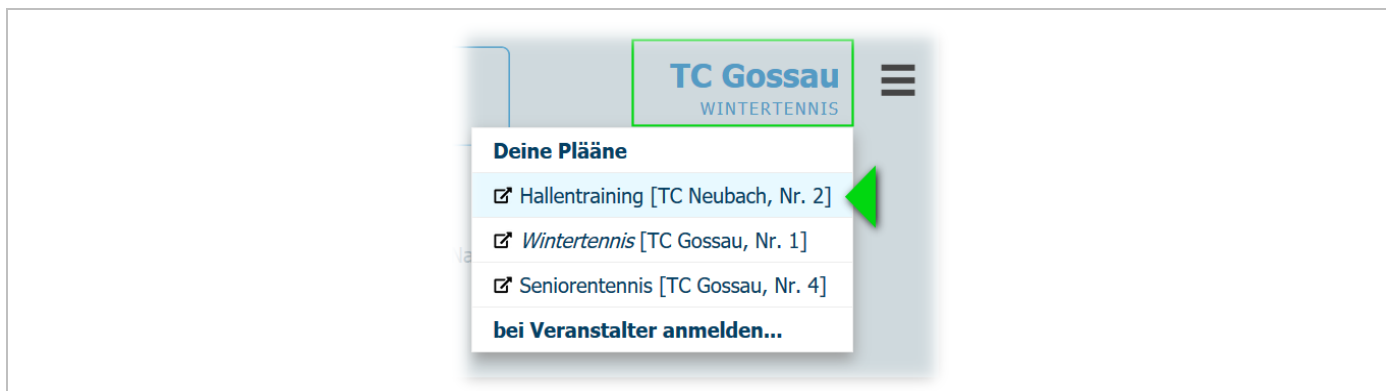 TC Gossau
WINTERTENNIS
Deine Plääne
Hallentraining [TC Neubach, Nr. 2]
Wintertennis [TC Gossau, Nr. 1]
Seniorentennis [TC Gossau, Nr. 4]
bei Veranstalter anmelden...